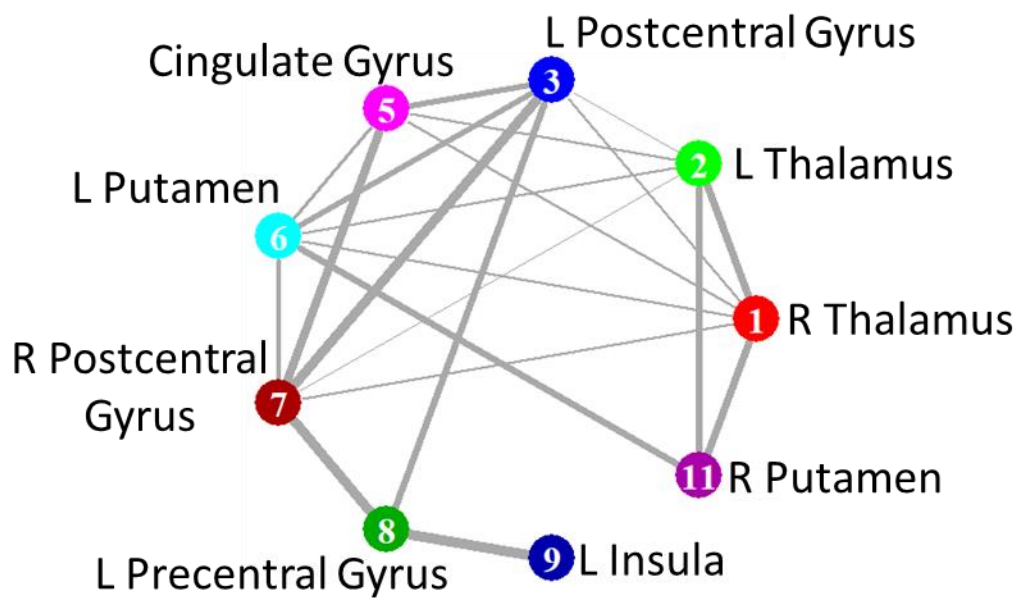 L Postcentral Gyrus
Cingulate Gyrus
3
5
2 L Thalamus
L Putamen
6
1 R Thalamus
R Postcentral
Gyrus
7
11 R Putamen
8
9 L Insula
L Precentral Gyrus